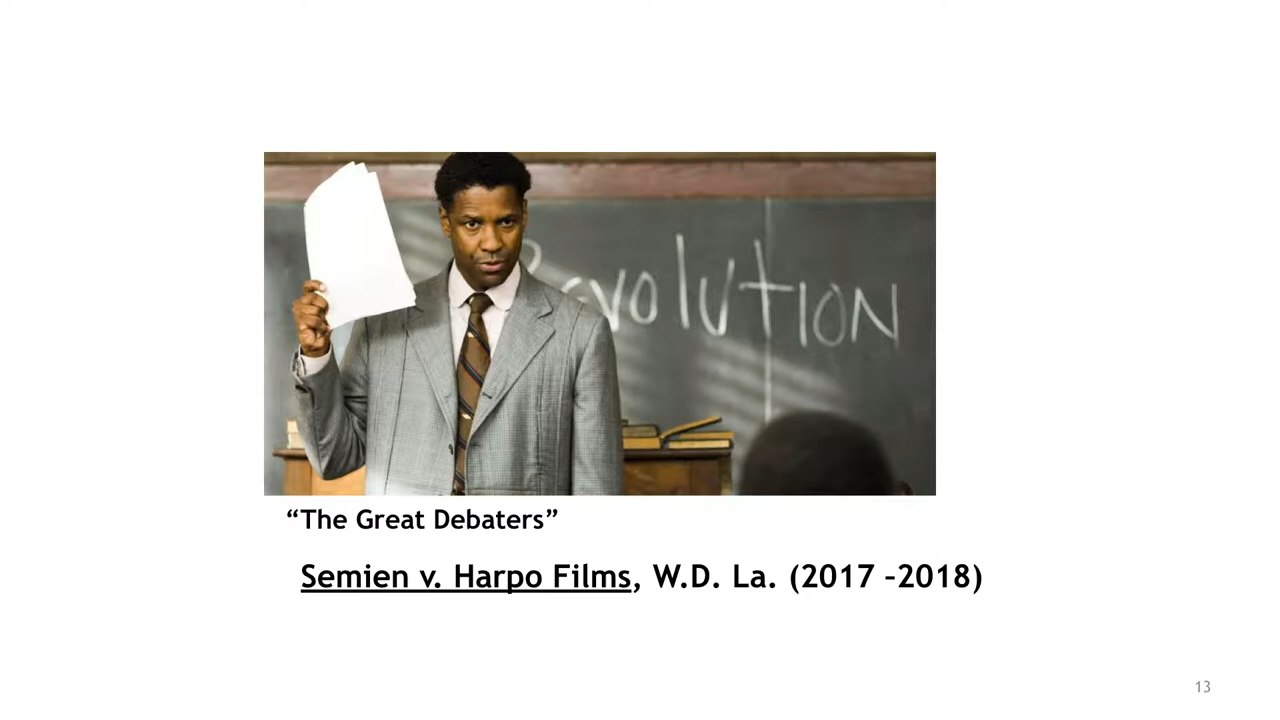 Revolution
“The Great Debaters”
Semien v. Harpo Films, W.D. La. (2017 –2018)
13